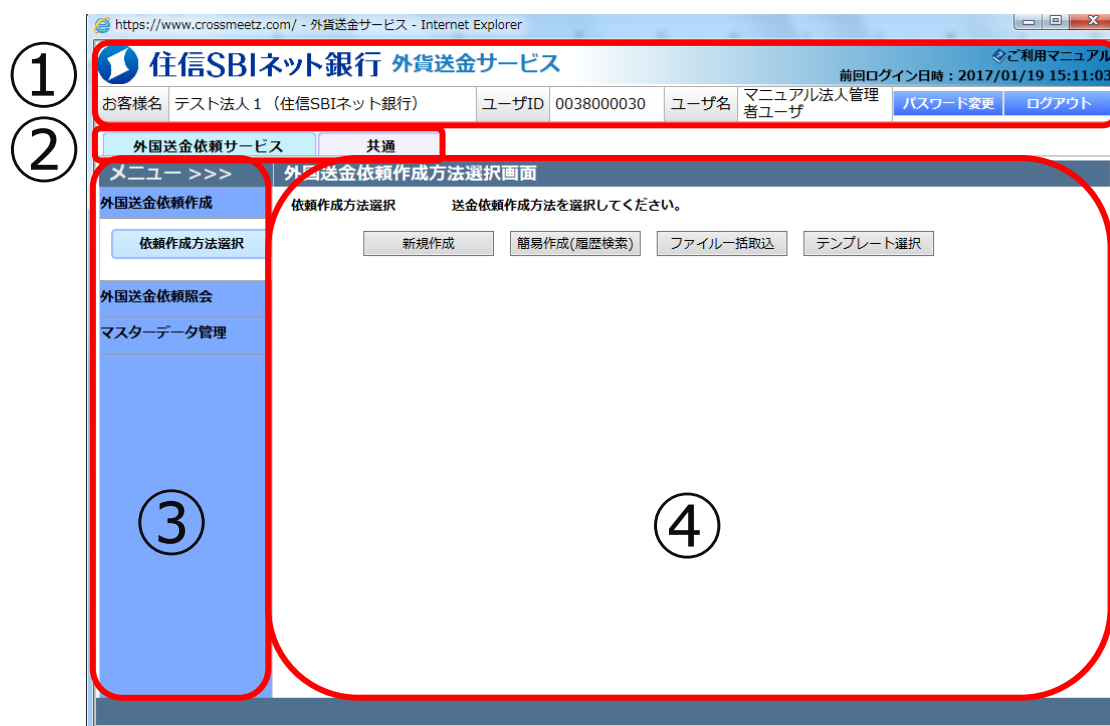 https://www.crossmeetz.com/ - 外貨送金サービス - Internet Explorer
① 住信SBIネット銀行 外貨送金サービス ご利用マニュアル
前回ログイン日時：2017/01/19 15:11:03
お客様名 テスト法人１（住信SBIネット銀行） ユーザID 0038000030 ユーザ名 マニュアル法人管理者ユーザ パスワード変更 ログアウト
② 外国送金依頼サービス 共通
メニュー >>> 外国送金依頼作成方法選択画面
外国送金依頼作成 依頼作成方法選択 送金依頼作成方法を選択してください。
依頼作成方法選択 新規作成 簡易作成(履歴検索) ファイル一括取込 テンプレート選択
外国送金依頼照会
マスターデータ管理
③ ④